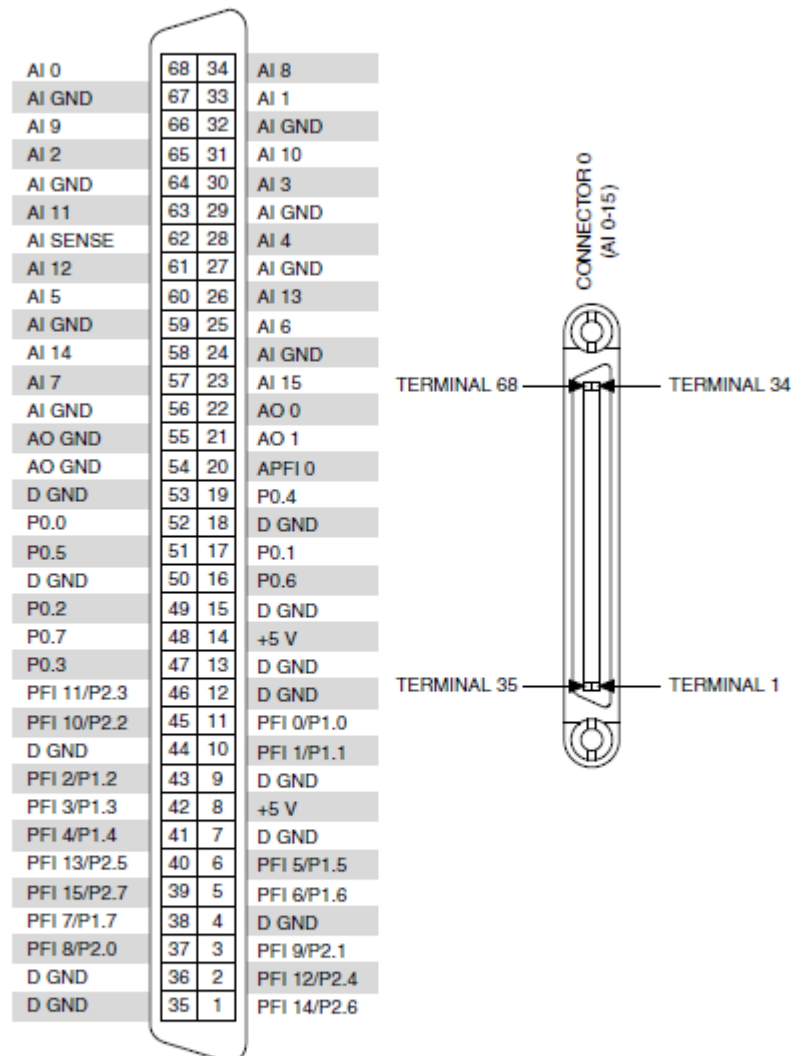 AI 0 68 34 AI 8
AI GND 67 33 AI 1
AI 9 66 32 AI GND
AI 2 65 31 AI 10
AI GND 64 30 AI 3
AI 11 63 29 AI GND
AI SENSE 62 28 AI 4
AI 12 61 27 AI GND
AI 5 60 26 AI 13
AI GND 59 25 AI 6
AI 14 58 24 AI GND
AI 7 57 23 AI 15
AI GND 56 22 AO 0
AO GND 55 21 AO 1
AO GND 54 20 APFI 0
D GND 53 19 P0.4
P0.0 52 18 D GND
P0.5 51 17 P0.1
D GND 50 16 P0.6
P0.2 49 15 D GND
P0.7 48 14 +5 V
P0.3 47 13 D GND
PFI 11/P2.3 46 12 D GND
PFI 10/P2.2 45 11 PFI 0/P1.0
D GND 44 10 PFI 1/P1.1
PFI 2/P1.2 43 9 D GND
PFI 3/P1.3 42 8 +5 V
PFI 4/P1.4 41 7 D GND
PFI 13/P2.5 40 6 PFI 5/P1.5
PFI 15/P2.7 39 5 PFI 6/P1.6
PFI 7/P1.7 38 4 D GND
PFI 8/P2.0 37 3 PFI 9/P2.1
D GND 36 2 PFI 12/P2.4
D GND 35 1 PFI 14/P2.6
CONNECTOR 0
(AI 0-15)
TERMINAL 68 TERMINAL 34
TERMINAL 35 TERMINAL 1